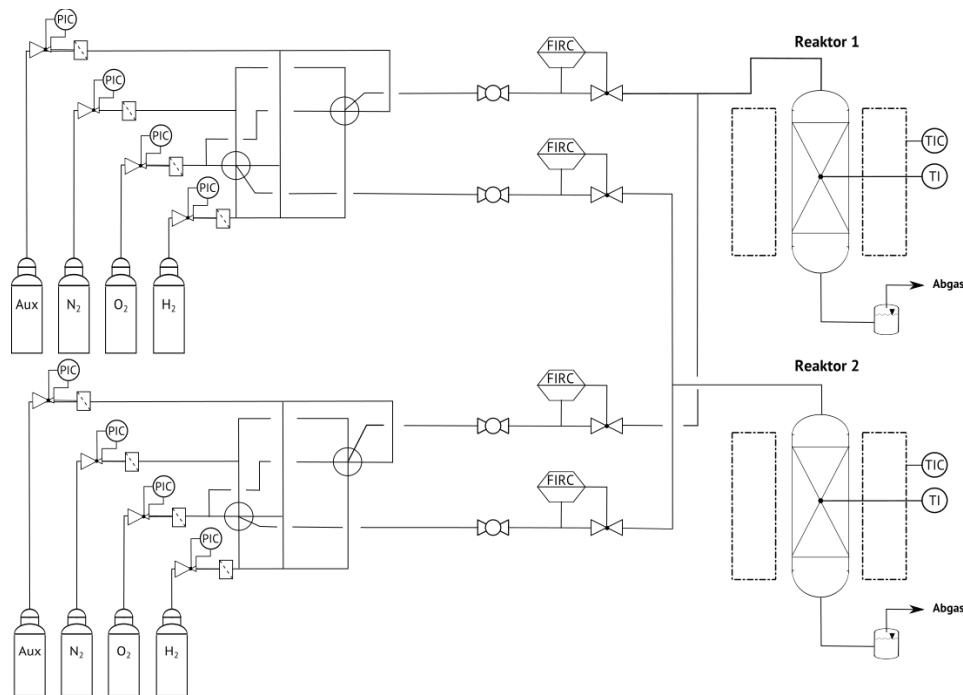 PIC
FIRC
Reaktor 1
PIC
PIC
TIC
FIRC
TI
PIC
Aux
N₂
O₂
H₂
Abgas
Reaktor 2
PIC
FIRC
PIC
TIC
PIC
FIRC
TI
PIC
Abgas
Aux
N₂
O₂
H₂